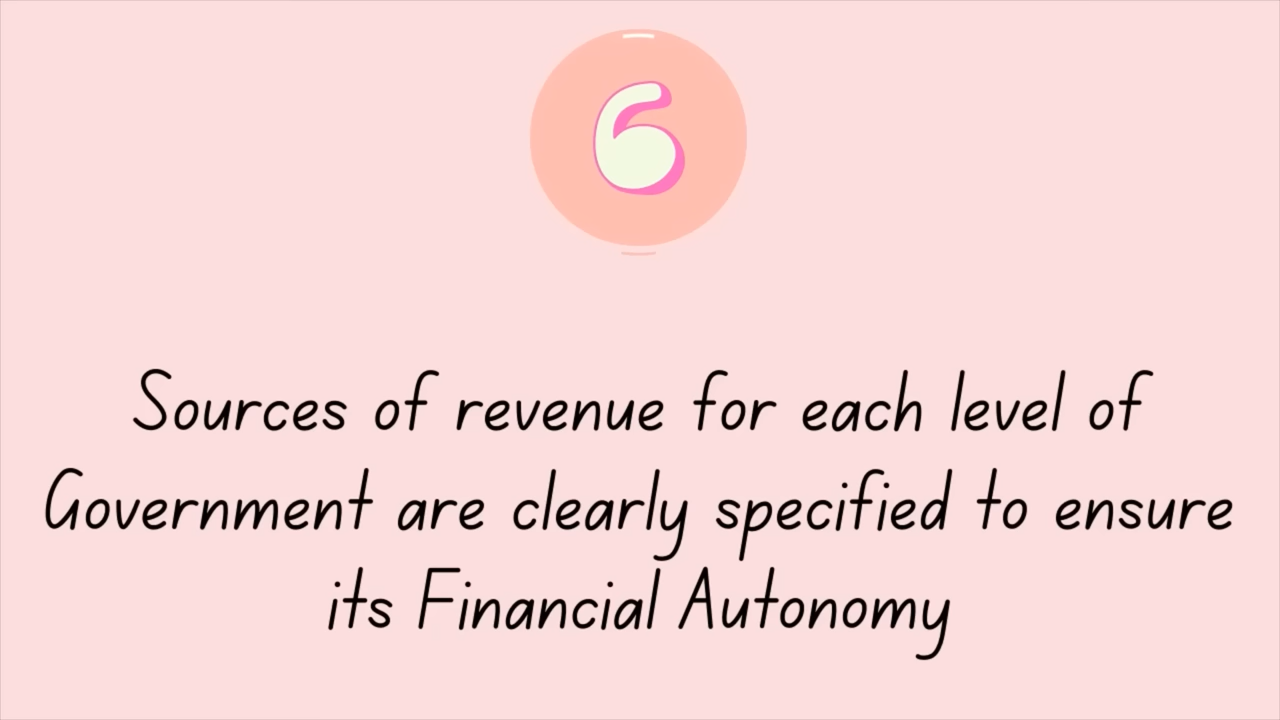 6
Sources of revenue for each level of
Government are clearly specified to ensure
its Financial Autonomy